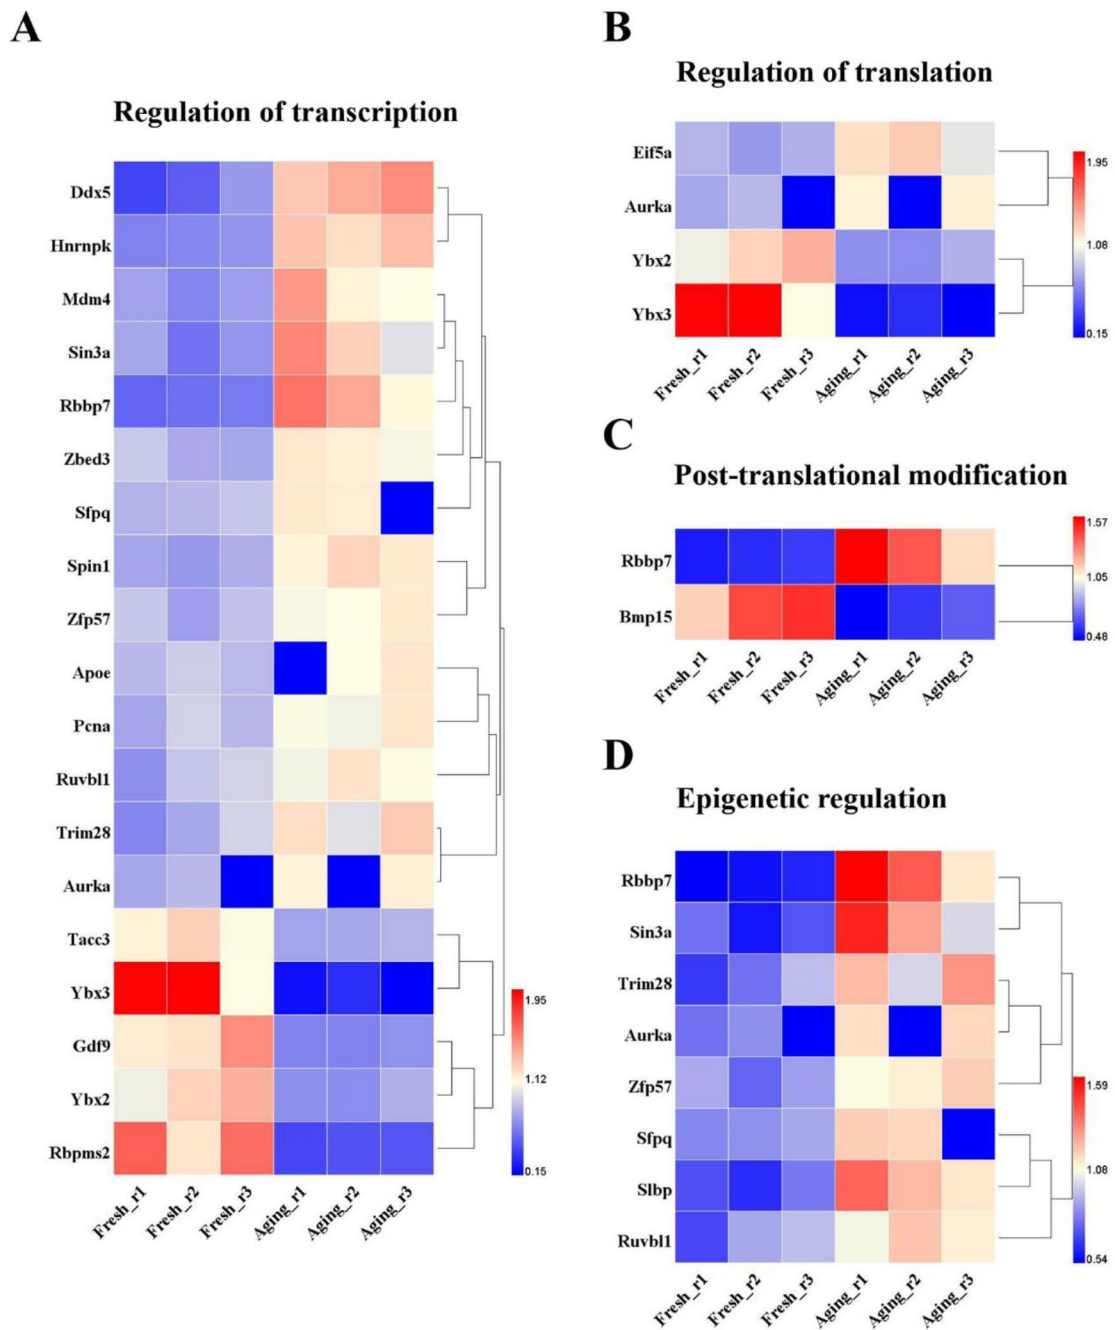 A
Regulation of transcription
Ddx5
Hnrnpk
Mdm4
Sin3a
Rbbp7
Zbed3
Sfpq
Spin1
Zfp57
Apoe
Pcna
Ruvbl1
Trim28
Aurka
Tacc3
Ybx3
Gdf9
Ybx2
Rbpms2
1.95
1.12
0.15
Fresh_r1
Fresh_r2
Fresh_r3
Aging_r1
Aging_r2
Aging_r3
B
Regulation of translation
Eif5a
Aurka
Ybx2
Ybx3
1.95
1.08
0.15
Fresh_r1
Fresh_r2
Fresh_r3
Aging_r1
Aging_r2
Aging_r3
C
Post-translational modification
Rbbp7
Bmp15
1.57
1.05
0.48
Fresh_r1
Fresh_r2
Fresh_r3
Aging_r1
Aging_r2
Aging_r3
D
Epigenetic regulation
Rbbp7
Sin3a
Trim28
Aurka
Zfp57
Sfpq
Slbp
Ruvbl1
1.59
1.08
0.54
Fresh_r1
Fresh_r2
Fresh_r3
Aging_r1
Aging_r2
Aging_r3